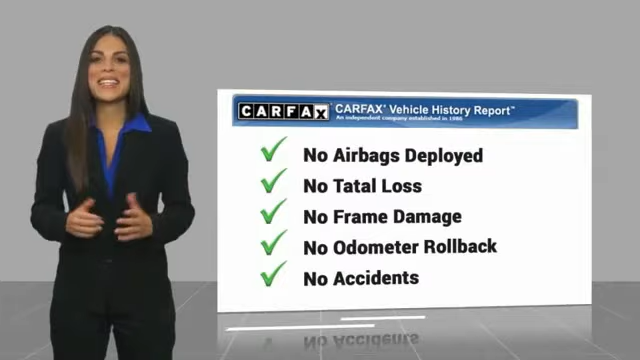 CARFAX CARFAX® Vehicle History Report™
An independent company established in 1986
No Airbags Deployed
No Tatal Loss
No Frame Damage
No Odometer Rollback
No Accidents